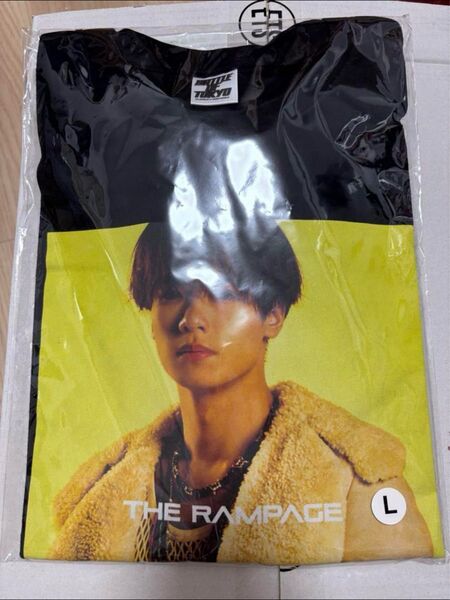 BATTLE
OF
TOKYO
THE RAMPAGE
L